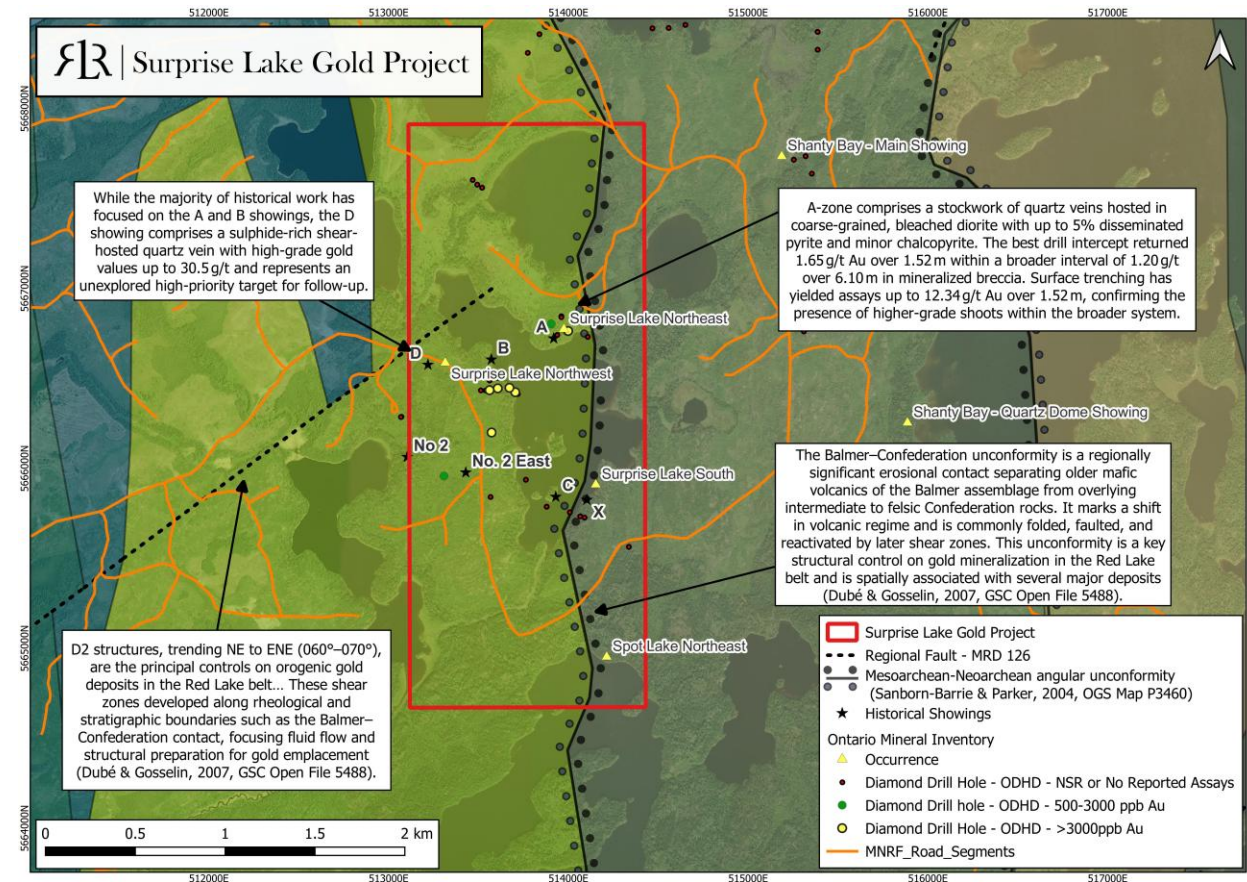 512000E 513000E 514000E 515000E 516000E 517000E
RLR | Surprise Lake Gold Project
5668000N
5667000N
5666000N
5665000N
5664000N
While the majority of historical work has
focused on the A and B showings, the D
showing comprises a sulphide-rich shear-
hosted quartz vein with high-grade gold
values up to 30.5 g/t and represents an
unexplored high-priority target for follow-up.
Shanty Bay - Main Showing
A-zone comprises a stockwork of quartz veins hosted in
coarse-grained, bleached diorite with up to 5% disseminated
pyrite and minor chalcopyrite. The best drill intercept returned
1.65 g/t Au over 1.52 m within a broader interval of 1.20 g/t
over 6.10 m in mineralized breccia. Surface trenching has
yielded assays up to 12.34 g/t Au over 1.52 m, confirming the
presence of higher-grade shoots within the broader system.
Surprise Lake Northeast
A
B
D
Surprise Lake Northwest
Shanty Bay - Quartz Dome Showing
No 2
No. 2 East
Surprise Lake South
C
X
The Balmer–Confederation unconformity is a regionally
significant erosional contact separating older mafic
volcanics of the Balmer assemblage from overlying
intermediate to felsic Confederation rocks. It marks a shift
in volcanic regime and is commonly folded, faulted, and
reactivated by later shear zones. This unconformity is a key
structural control on gold mineralization in the Red Lake
belt and is spatially associated with several major deposits
(Dubé & Gosselin, 2007, GSC Open File 5488).
Spot Lake Northeast
D2 structures, trending NE to ENE (060°–070°),
are the principal controls on orogenic gold
deposits in the Red Lake belt... These shear
zones developed along rheological and
stratigraphic boundaries such as the Balmer–
Confederation contact, focusing fluid flow and
structural preparation for gold emplacement
(Dubé & Gosselin, 2007, GSC Open File 5488).
Surprise Lake Gold Project
Regional Fault - MRD 126
Mesoarchean-Neoarchean angular unconformity
(Sanborn-Barrie & Parker, 2004, OGS Map P3460)
Historical Showings
Ontario Mineral Inventory
Occurrence
Diamond Drill Hole - ODHD - NSR or No Reported Assays
Diamond Drill hole - ODHD - 500-3000 ppb Au
Diamond Drill Hole - ODHD - >3000ppb Au
MNRF_Road_Segments
0 0.5 1 1.5 2 km
512000E 513000E 514000E 515000E 516000E 517000E